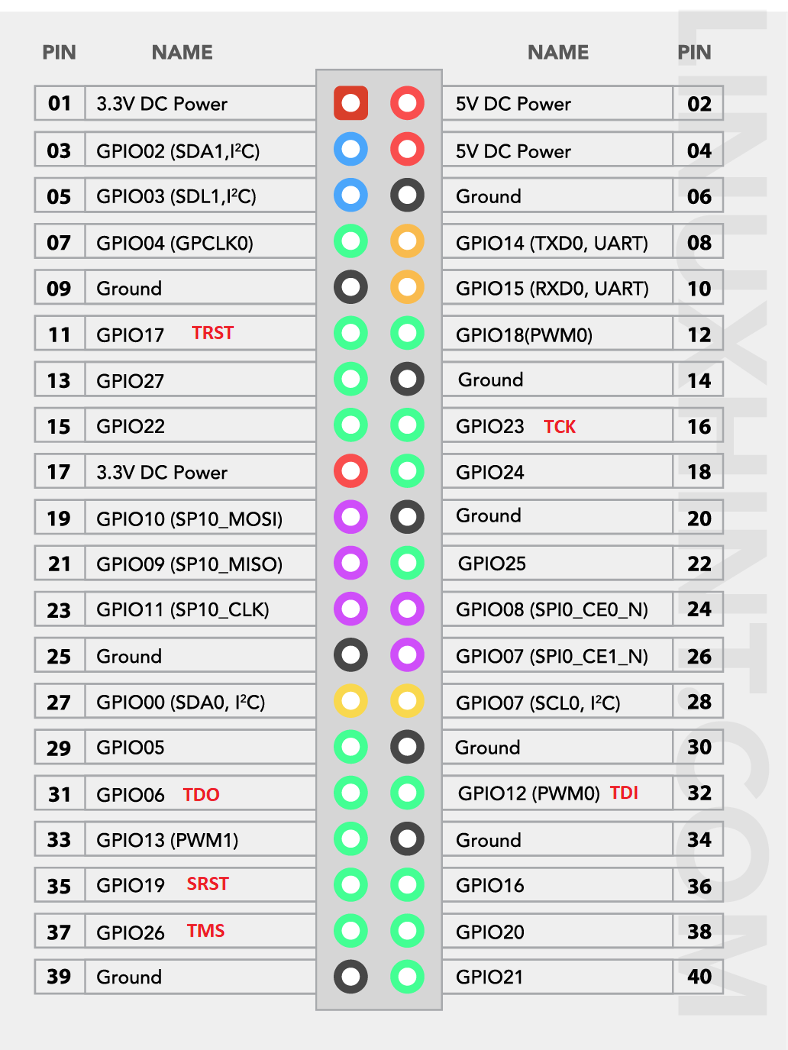 PIN NAME NAME PIN
01 3.3V DC Power 5V DC Power 02
03 GPIO02 (SDA1,I²C) 5V DC Power 04
05 GPIO03 (SDL1,I²C) Ground 06
07 GPIO04 (GPCLK0) GPIO14 (TXD0, UART) 08
09 Ground GPIO15 (RXD0, UART) 10
11 GPIO17 TRST GPIO18(PWM0) 12
13 GPIO27 Ground 14
15 GPIO22 GPIO23 TCK 16
17 3.3V DC Power GPIO24 18
19 GPIO10 (SP10_MOSI) Ground 20
21 GPIO09 (SP10_MISO) GPIO25 22
23 GPIO11 (SP10_CLK) GPIO08 (SPI0_CE0_N) 24
25 Ground GPIO07 (SPI0_CE1_N) 26
27 GPIO00 (SDA0, I²C) GPIO07 (SCL0, I²C) 28
29 GPIO05 Ground 30
31 GPIO06 TDO GPIO12 (PWM0) TDI 32
33 GPIO13 (PWM1) Ground 34
35 GPIO19 SRST GPIO16 36
37 GPIO26 TMS GPIO20 38
39 Ground GPIO21 40
LINUXHINT.COM